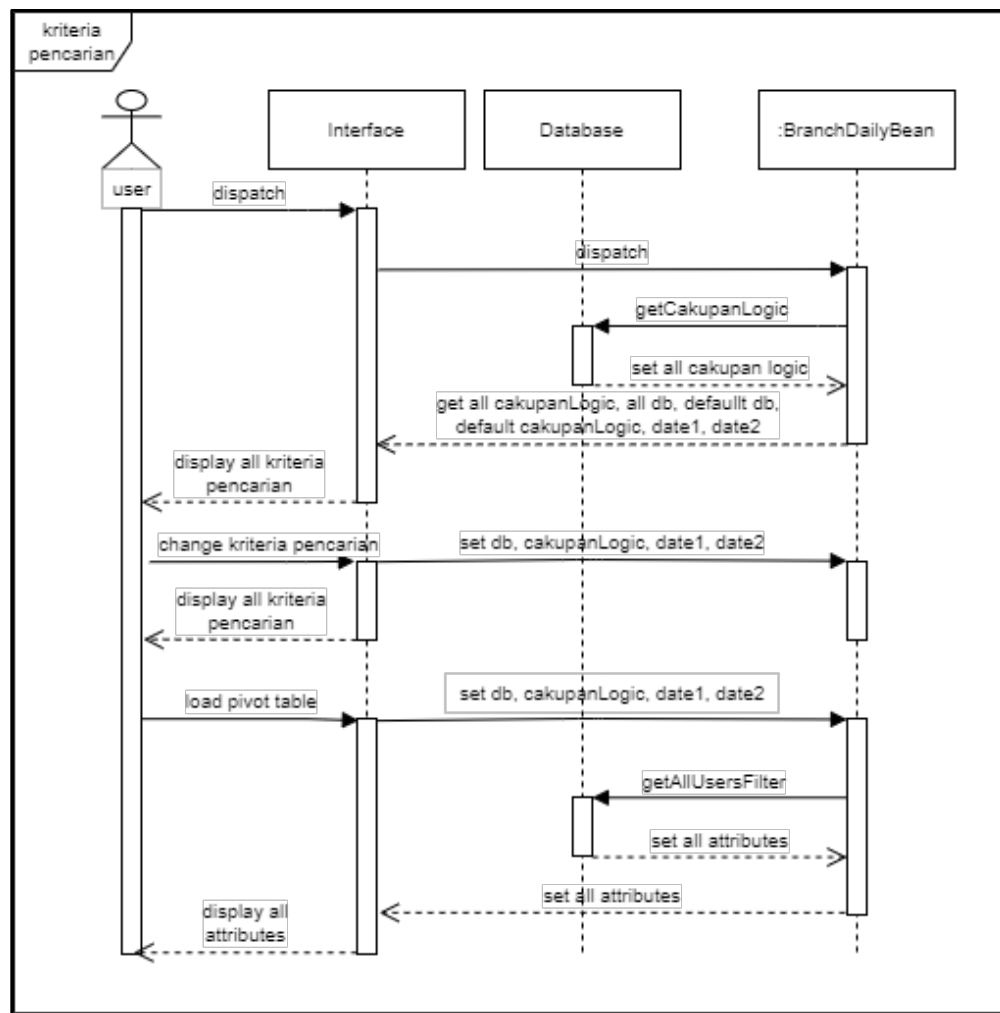 kriteria
pencarian
Interface
Database
:BranchDailyBean
user
dispatch
dispatch
getCakupanLogic
set all cakupan logic
get all cakupanLogic, all db, defaullt db,
default cakupanLogic, date1, date2
display all kriteria
pencarian
change kriteria pencarian
set db, cakupanLogic, date1, date2
display all kriteria
pencarian
load pivot table
set db, cakupanLogic, date1, date2
getAllUsersFilter
set all attributes
set all attributes
display all
attributes